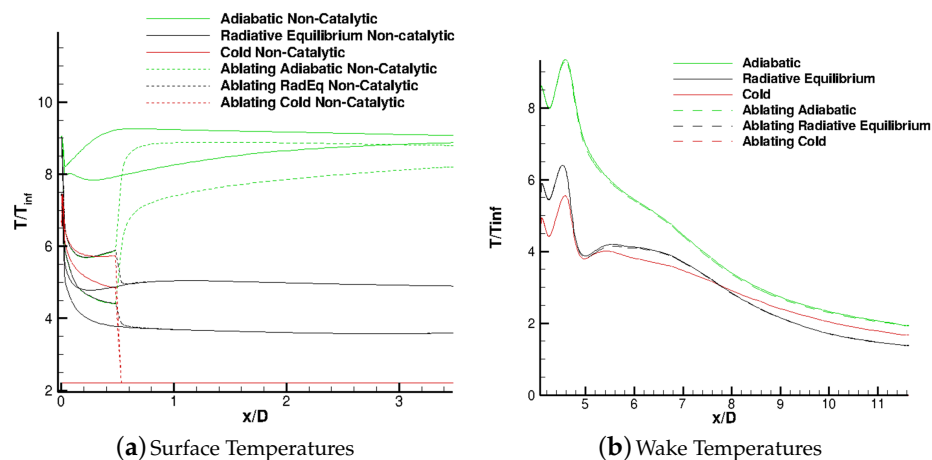 Adiabatic Non-Catalytic
Radiative Equilibrium Non-catalytic
Cold Non-Catalytic
Ablating Adiabatic Non-Catalytic
Ablating RadEq Non-Catalytic
Ablating Cold Non-Catalytic
10
8
6
4
2
T/Tinf
0
1
2
3
x/D
(a) Surface Temperatures
Adiabatic
Radiative Equilibrium
Cold
Ablating Adiabatic
Ablating Radiative Equilibrium
Ablating Cold
8
6
4
2
0
T/Tinf
5
6
7
8
9
10
11
x/D
(b) Wake Temperatures